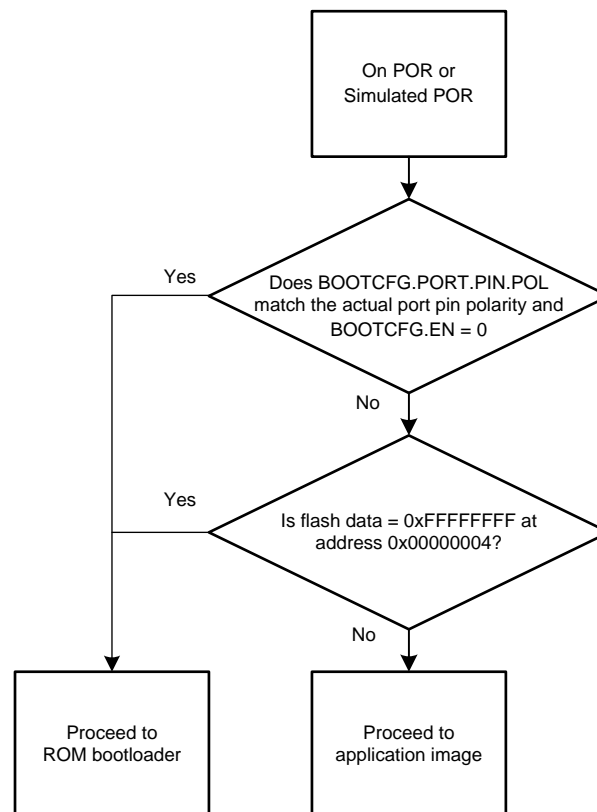 On POR or
Simulated POR
Yes
Does BOOTCFG.PORT.PIN.POL
match the actual port pin polarity and
BOOTCFG.EN = 0
No
Yes
Is flash data = 0xFFFFFFFF at
address 0x00000004?
No
Proceed to
ROM bootloader
Proceed to
application image